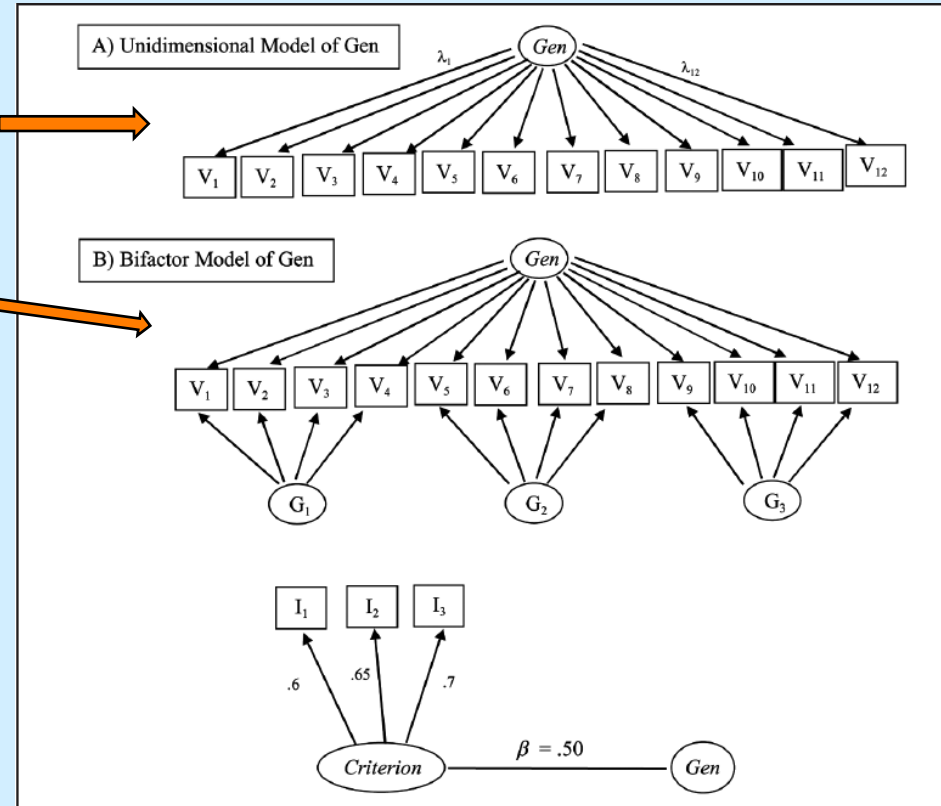 A) Unidimensional Model of Gen
Gen
λ₁
λ₁₂
V₁ V₂ V₃ V₄ V₅ V₆ V₇ V₈ V₉ V₁₀ V₁₁ V₁₂
B) Bifactor Model of Gen
Gen
V₁ V₂ V₃ V₄ V₅ V₆ V₇ V₈ V₉ V₁₀ V₁₁ V₁₂
G₁ G₂ G₃
I₁ I₂ I₃
.6 .65 .7
β = .50
Criterion Gen